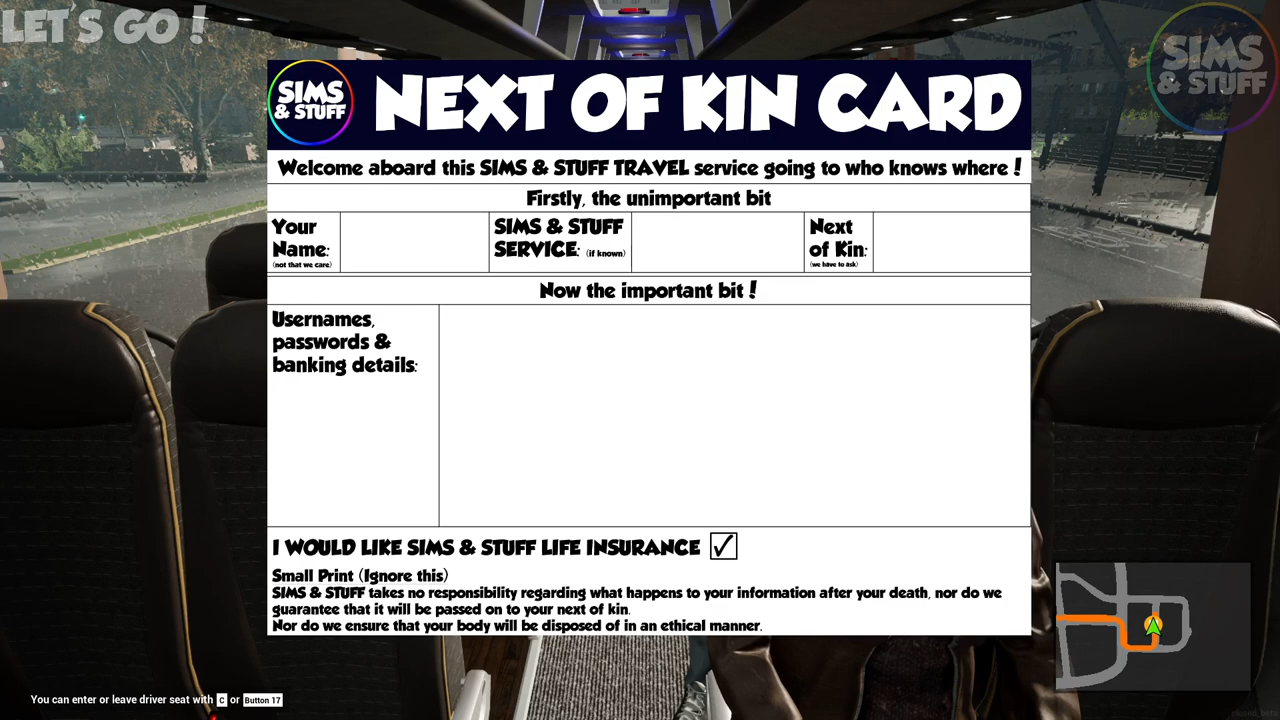 LET'S GO!
SIMS
& STUFF
SIMS
& STUFF
NEXT OF KIN CARD
Welcome aboard this SIMS & STUFF TRAVEL service going to who knows where!
Firstly, the unimportant bit
Your
Name:
(not that we care)
SIMS & STUFF
SERVICE: (if known)
Next
of Kin:
(we have to ask)
Now the important bit!
Usernames,
passwords &
banking details:
I WOULD LIKE SIMS & STUFF LIFE INSURANCE
Small Print (Ignore this)
SIMS & STUFF takes no responsibility regarding what happens to your information after your death, nor do we
guarantee that it will be passed on to your next of kin.
Nor do we ensure that your body will be disposed of in an ethical manner.
You can enter or leave driver seat with C or Button 17